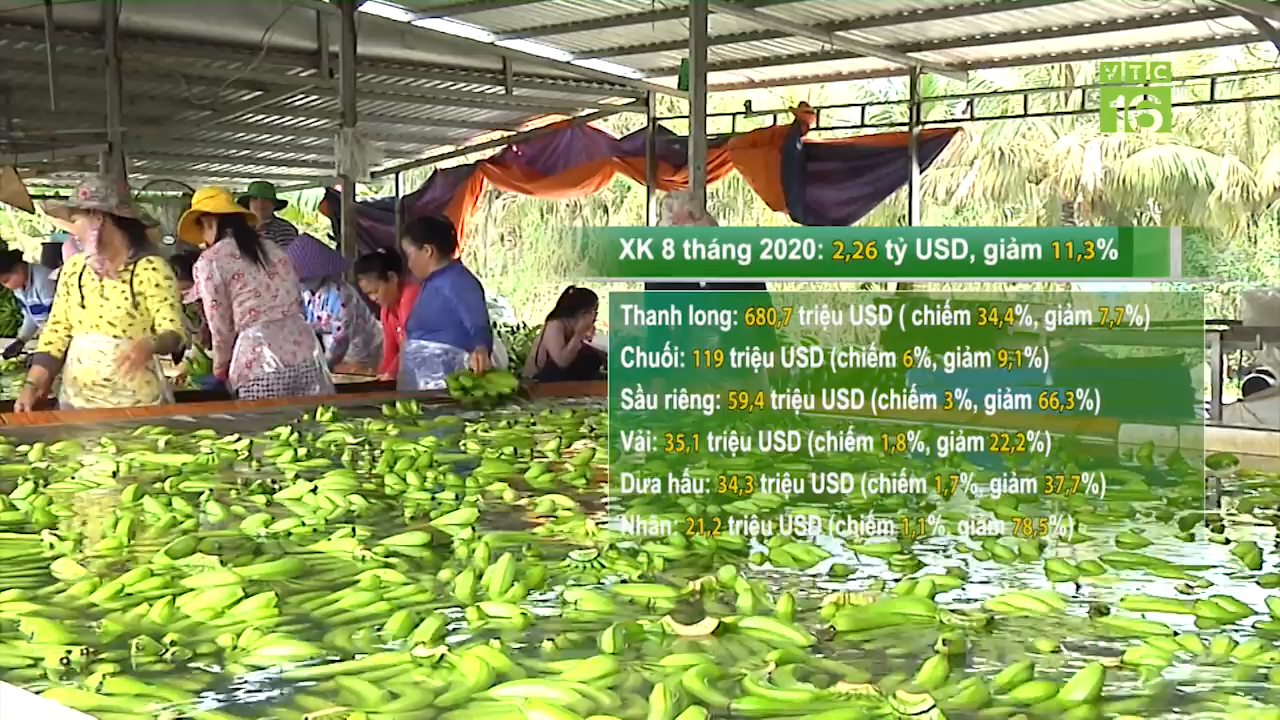 VTC
16
XK 8 tháng 2020: 2,26 tỷ USD, giảm 11,3%
Thanh long: 680,7 triệu USD ( chiếm 34,4%, giảm 7,7%)
Chuối: 119 triệu USD (chiếm 6%, giảm 9,1%)
Sầu riêng: 59,4 triệu USD (chiếm 3%, giảm 66,3%)
Vải: 35,1 triệu USD (chiếm 1,8%, giảm 22,2%)
Dưa hấu: 34,3 triệu USD (chiếm 1,7%, giảm 37,7%)
Nhãn: 21,2 triệu USD (chiếm 1,1%, giảm 78,5%)